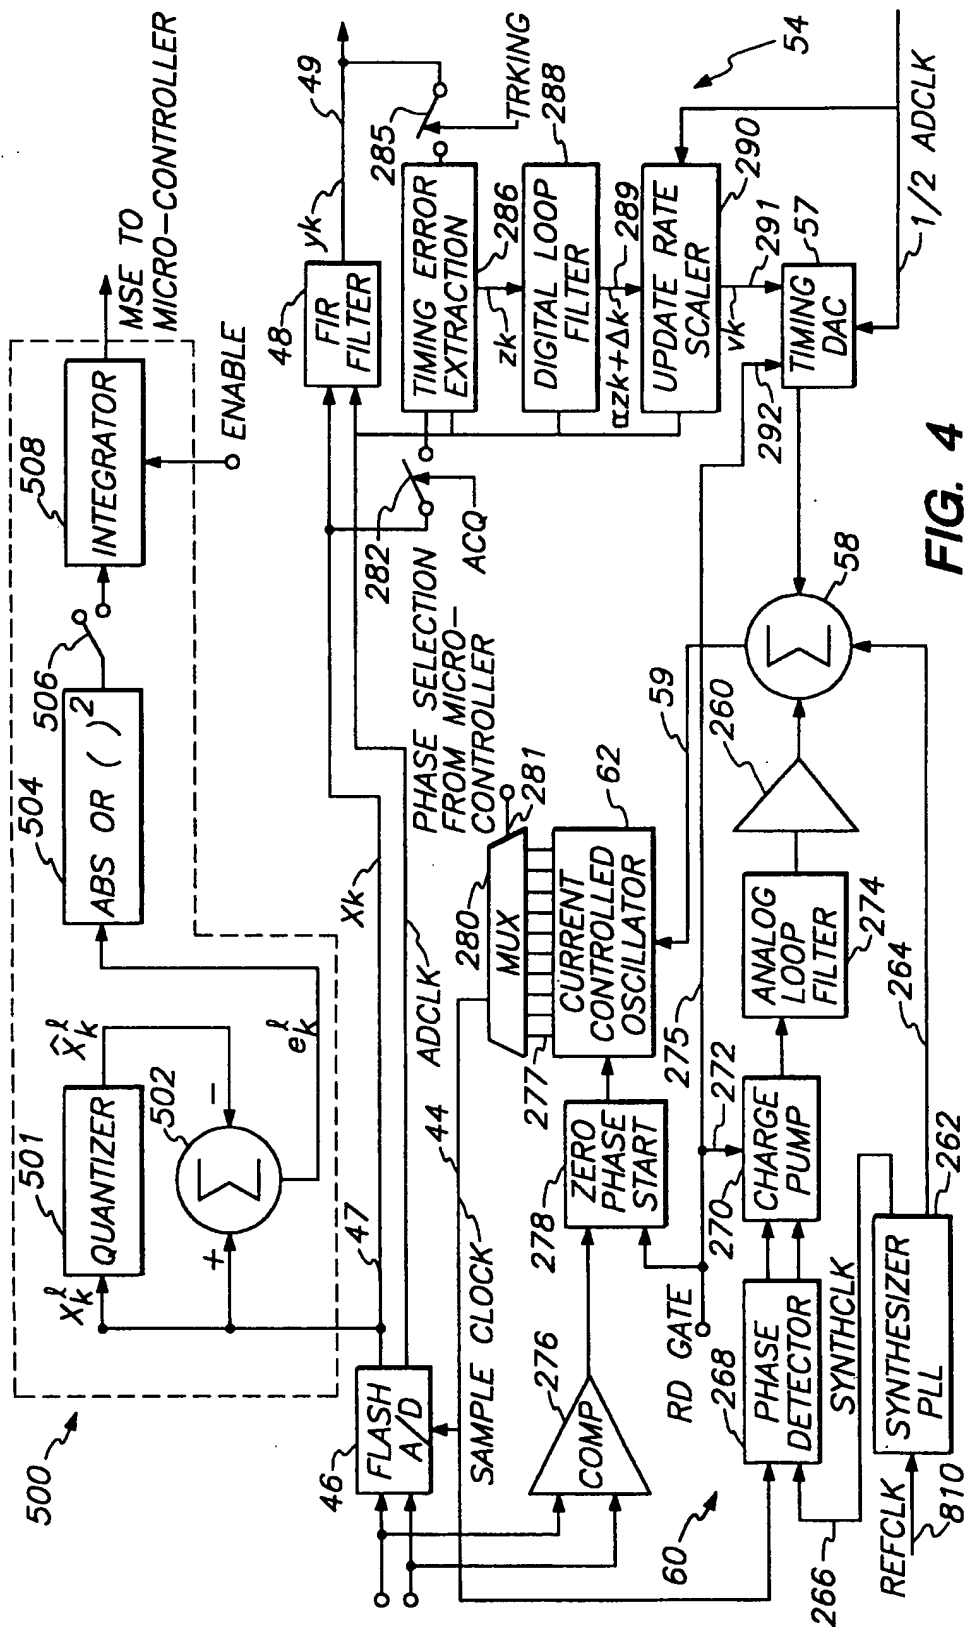 500
501
QUANTIZER
x̂ₖˡ
xₖˡ
502
Σ
+
−
eₖˡ
504
ABS OR ( )²
506
508
INTEGRATOR
ENABLE
MSE TO
MICRO-CONTROLLER
46
FLASH
A/D
47
Xk
ADCLK
44
SAMPLE CLOCK
48
FIR
FILTER
yk
49
282
ACQ
285
TRKING
TIMING ERROR
EXTRACTION
286
zk
DIGITAL LOOP
FILTER
288
αzk+Δk
289
UPDATE RATE
SCALER
290
vk
291
TIMING
DAC
57
292
54
1/2 ADCLK
PHASE SELECTION
FROM MICRO-
CONTROLLER
280
MUX
281
277
CURRENT
CONTROLLED
OSCILLATOR
62
59
276
COMP
278
ZERO
PHASE
START
RD GATE
275
60
268
PHASE
DETECTOR
270
CHARGE
PUMP
272
ANALOG
LOOP
FILTER
274
260
Σ
58
266
SYNTHCLK
REFCLK
810
SYNTHESIZER
PLL
262
264
FIG. 4